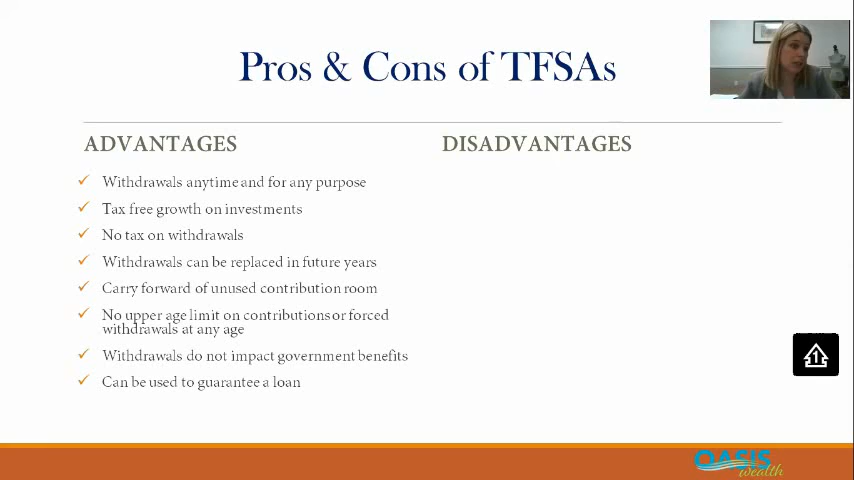 Pros & Cons of TFSAs
ADVANTAGES
Withdrawals anytime and for any purpose
Tax free growth on investments
No tax on withdrawals
Withdrawals can be replaced in future years
Carry forward of unused contribution room
No upper age limit on contributions or forced
withdrawals at any age
Withdrawals do not impact government benefits
Can be used to guarantee a loan
DISADVANTAGES
1
OASIS
wealth